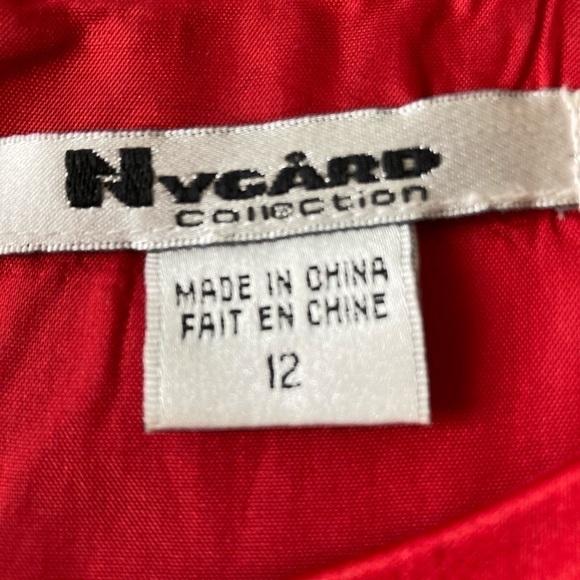 NYGÅRD
Collection
MADE IN CHINA
FAIT EN CHINE
12